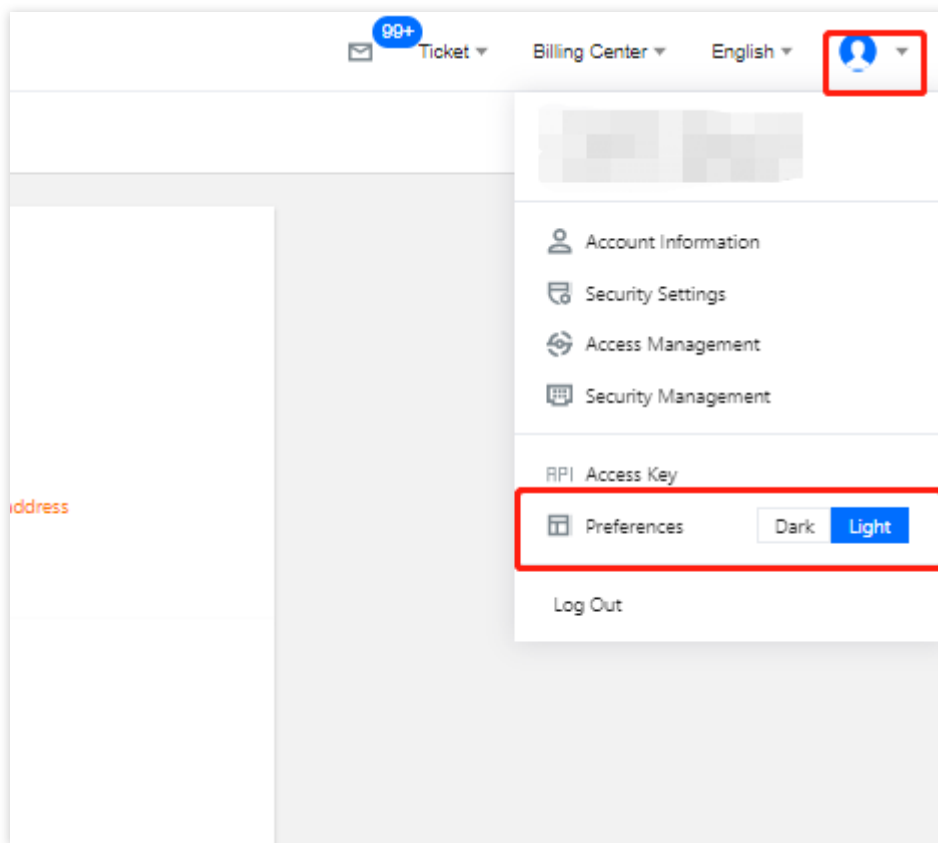 99+
Ticket Billing Center English
Account Information
Security Settings
Access Management
Security Management
API Access Key
address
Preferences Dark Light
Log Out